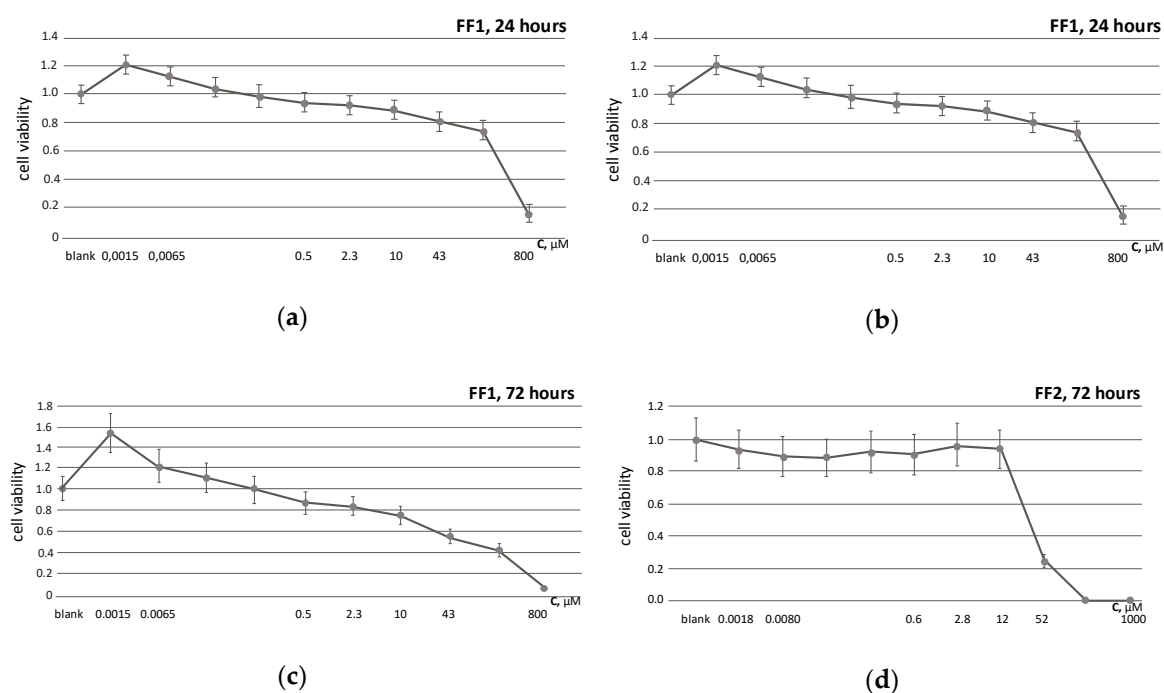 FF1, 24 hours
1.4
1.2
1.0
0.8
0.6
0.4
0.2
0
cell viability
C, µM
blank 0,0015 0,0065 0.5 2.3 10 43 800
(a)
FF1, 24 hours
1.4
1.2
1.0
0.8
0.6
0.4
0.2
0
cell viability
C, µM
blank 0,0015 0,0065 0.5 2.3 10 43 800
(b)
FF1, 72 hours
1.8
1.6
1.4
1.2
1.0
0.8
0.6
0.4
0.2
0
cell viability
C, µM
blank 0.0015 0.0065 0.5 2.3 10 43 800
(c)
FF2, 72 hours
1.2
1.0
0.8
0.6
0.4
0.2
0.0
cell viability
C, µM
blank 0.0018 0.0080 0.6 2.8 12 52 1000
(d)